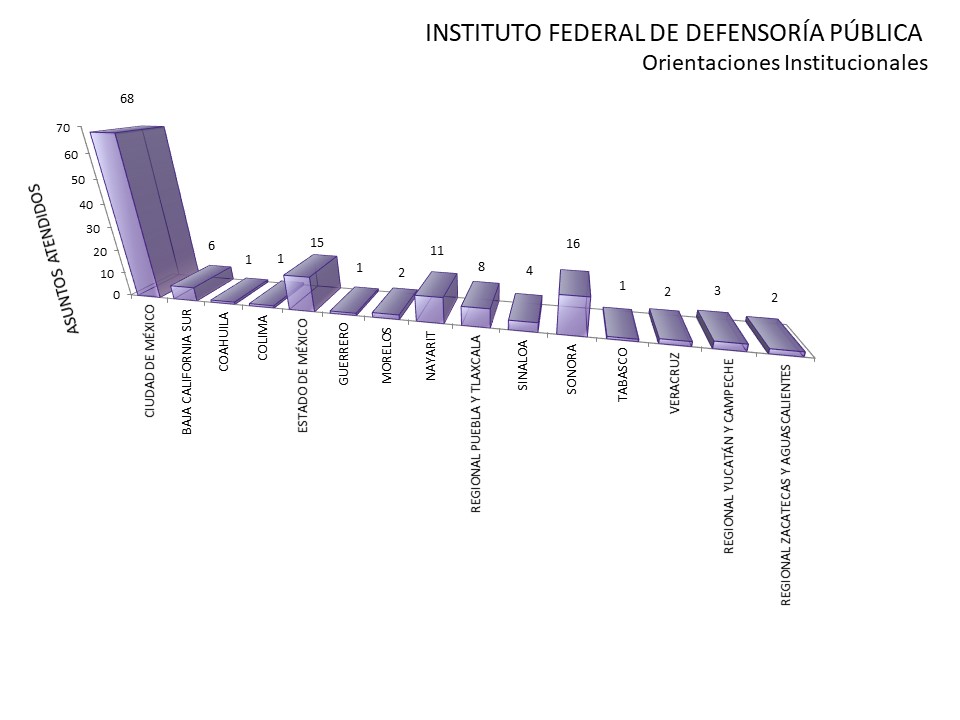 INSTITUTO FEDERAL DE DEFENSORÍA PÚBLICA
Orientaciones Institucionales
68
70
60
50
40
30
20
10
0
ASUNTOS ATENDIDOS
6
1
1
15
1
2
11
8
4
16
1
2
3
2
CIUDAD DE MÉXICO
BAJA CALIFORNIA SUR
COAHUILA
COLIMA
ESTADO DE MÉXICO
GUERRERO
MORELOS
NAYARIT
REGIONAL PUEBLA Y TLAXCALA
SINALOA
SONORA
TABASCO
VERACRUZ
REGIONAL YUCATÁN Y CAMPECHE
REGIONAL ZACATECAS Y AGUASCALIENTES